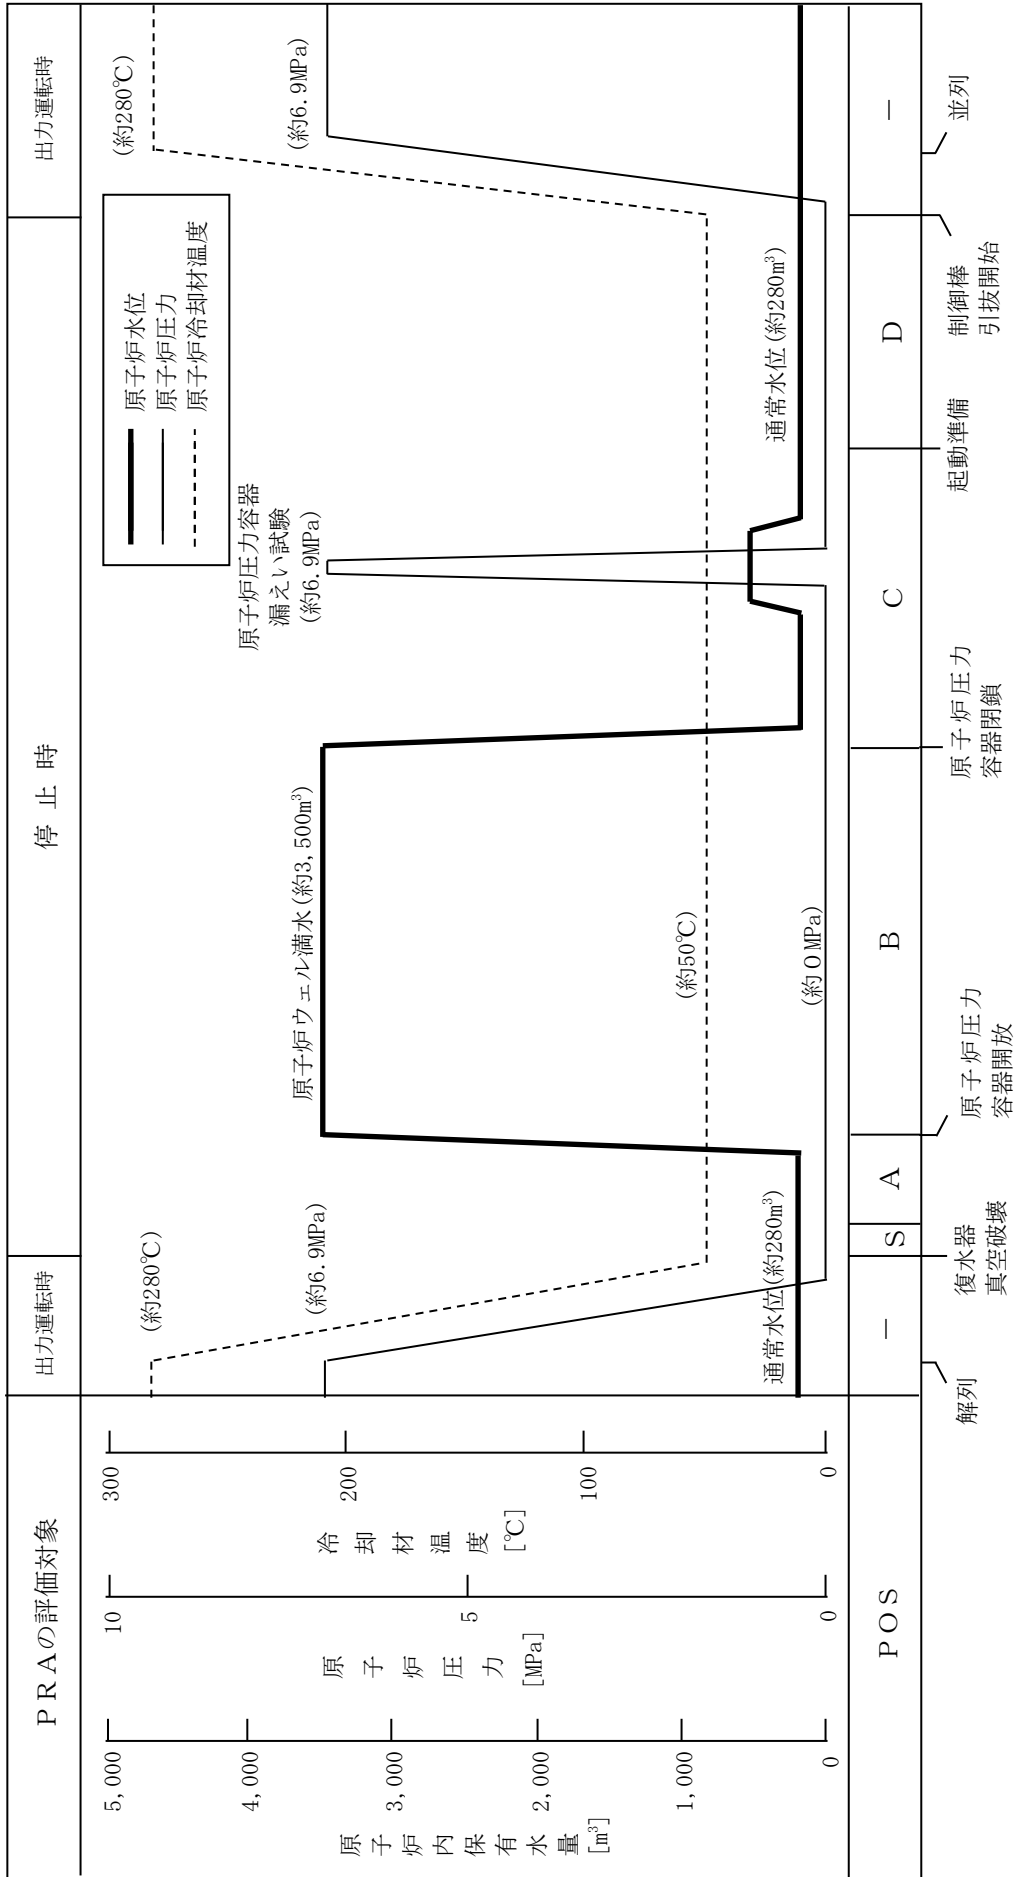 PRAの評価対象
出力運転時
停止時
出力運転時
原子炉水位
原子炉圧力
原子炉冷却材温度
(約280℃)
(約6.9MPa)
通常水位(約280m³)
原子炉ウェル満水(約3,500m³)
(約50℃)
(約0MPa)
原子炉圧力容器
漏えい試験
(約6.9MPa)
通常水位(約280m³)
(約280℃)
(約6.9MPa)
5,000
4,000
3,000
2,000
1,000
0
原子炉内保有水量
[m³]
10
5
0
原子炉圧力
[MPa]
300
200
100
0
冷却材温度
[℃]
POS
－
S
A
B
C
D
－
解列
復水器
真空破壊
原子炉圧力
容器開放
原子炉圧力
容器閉鎖
起動準備
制御棒
引抜開始
並列